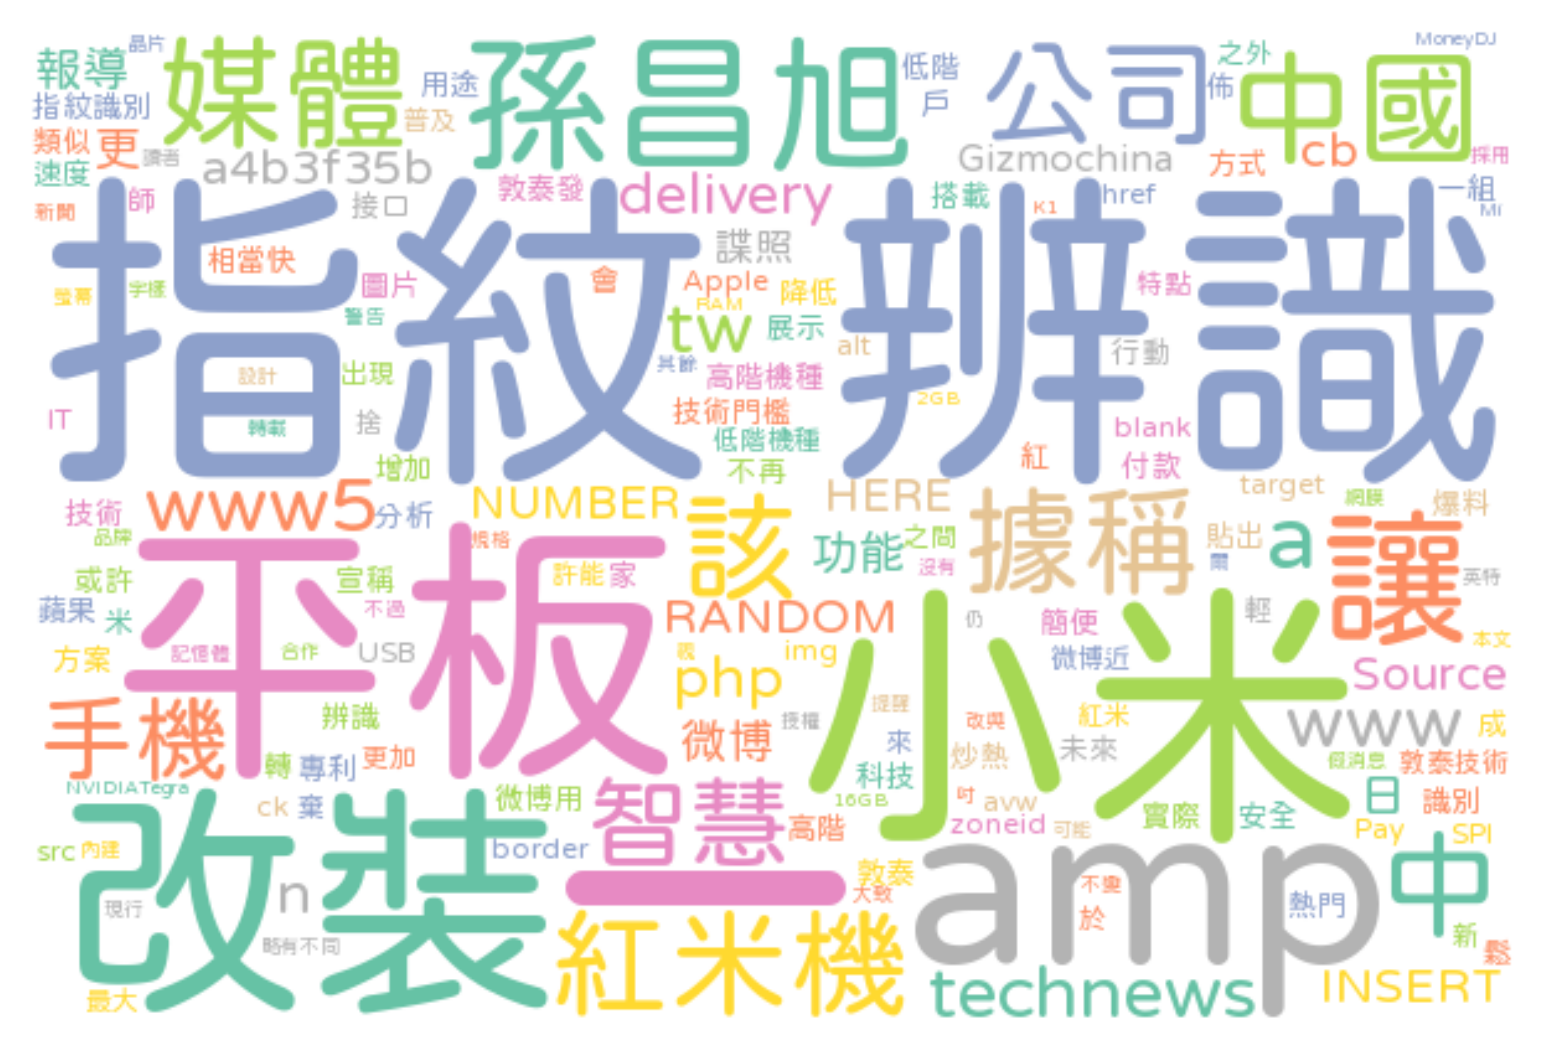 報導 晶片 媒體 用途 孫昌旭 低階 公司 之外 中國 MoneyDJ
指紋識別 普及 戶 佈
類似 更 讀者 a4b3f35b Gizmochina 方式 cb 採用
速度 師 接口 敦泰發 delivery 搭載 K1 href 一組 Mi
新聞
指紋辨識
相當快 圖片 會 諜照 Apple 降低 特點
螢幕 字樣 警告 RAM tw 展示 alt 行動
設計 出現 其餘 高階機種 2GB
IT 轉載 捨 技術門檻 低階機種 blank
增加 不再 紅 付款
技術 www5 分析 NUMBER 該 HERE 據稱 target 網膜 爆料
品牌 平板 規格 功能 之間 貼出 a 讓
或許 宣稱 許能 家 沒有 爾 英特
蘋果 米 不過 RANDOM 小米 仍 簡便 輕
方案 記憶體 合作 USB php img 微博近 本文
Source
手機 辨識 微博 授權 提醒 改與 紅米 www 成
轉 專利 更加 來 炒熱 未來 假消息 敦泰技術
NVIDIATegra 科技
改裝 ck 棄 微博用 智慧 高階 16GB 吋 avw 日 識別
zoneid 可能 實際 安全 Pay SPI
src 內建 border 一 敦泰 amp 中
現行 n 大致 不變 熱門
略有不同 紅米機 於 新 鬆
最大 technews INSERT